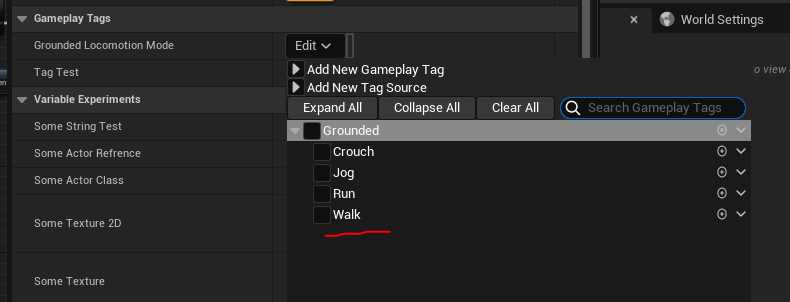 Gameplay Tags
World Settings
Grounded Locomotion Mode
Edit
Tag Test
Add New Gameplay Tag
to view
Add New Tag Source
Variable Experiments
Expand All
Collapse All
Clear All
Search Gameplay Tags
Some String Test
Grounded
Some Actor Refrence
Crouch
Some Actor Class
Jog
Run
Some Texture 2D
Walk
Some Texture